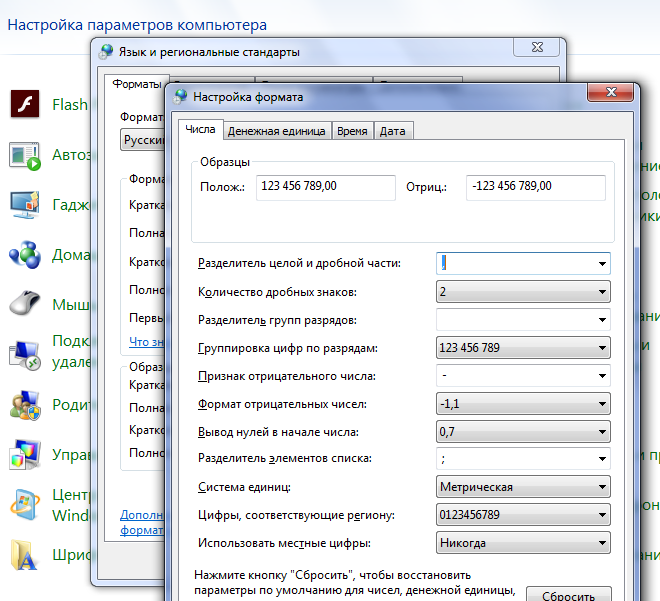 Настройка параметров компьютера
Язык и региональные стандарты
Форматы
Настройка формата
Числа
Денежная единица
Время
Дата
Flash
Образцы
Полож.:
123 456 789,00
Отриц.:
-123 456 789,00
Разделитель целой и дробной части:
,
Количество дробных знаков:
2
Разделитель групп разрядов:
Группировка цифр по разрядам:
123 456 789
Признак отрицательного числа:
-
Формат отрицательных чисел:
-1,1
Вывод нулей в начале числа:
0,7
Разделитель элементов списка:
;
Система единиц:
Метрическая
Цифры, соответствующие региону:
0123456789
Использовать местные цифры:
Никогда
Нажмите кнопку "Сбросить", чтобы восстановить
параметры по умолчанию для чисел, денежной единицы,
Сбросить
Автоз
Гадж
Дома
Мыш
Подк
удале
Родит
Управ
Центр
Windo
Шриф
Формат
Русский
Форма
Кратка
Полна
Кратко
Полно
Первы
Что зн
Образ
Кратка
Полна
Кратко
Полно
Дополн
формат